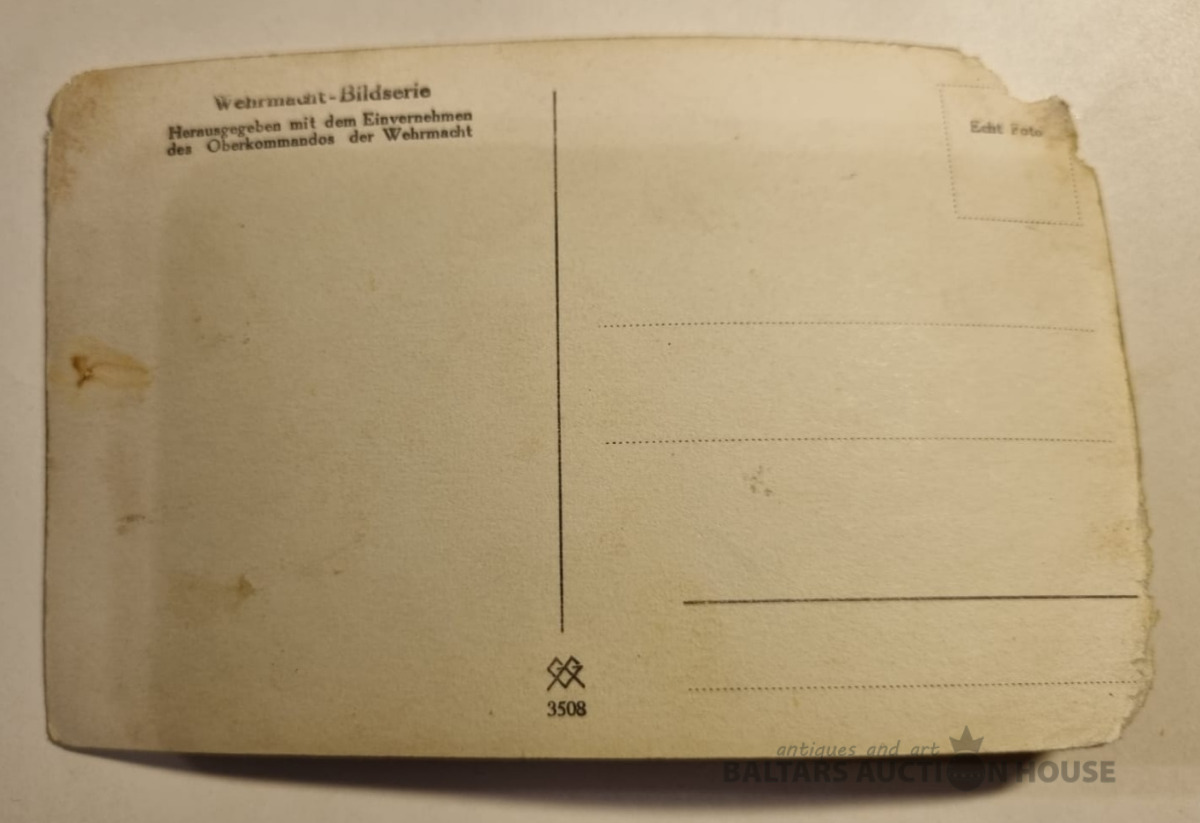 Wehrmacht-Bildserie
Herausgegeben mit dem Einvernehmen
des Oberkommandos der Wehrmacht
Echt Foto
3508
antiques and art
BALTARS AUCTION HOUSE